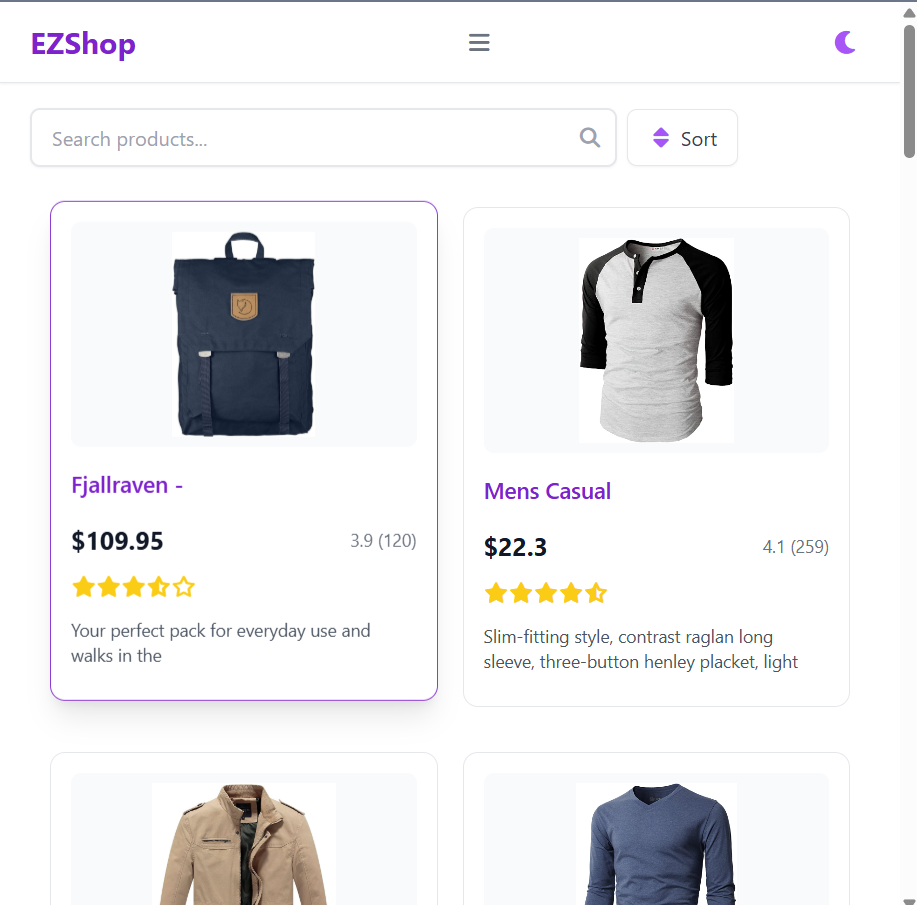 EZShop
Search products...
Sort
Fjallraven -
$109.95
3.9 (120)
Your perfect pack for everyday use and
walks in the
Mens Casual
$22.3
4.1 (259)
Slim-fitting style, contrast raglan long
sleeve, three-button henley placket, light